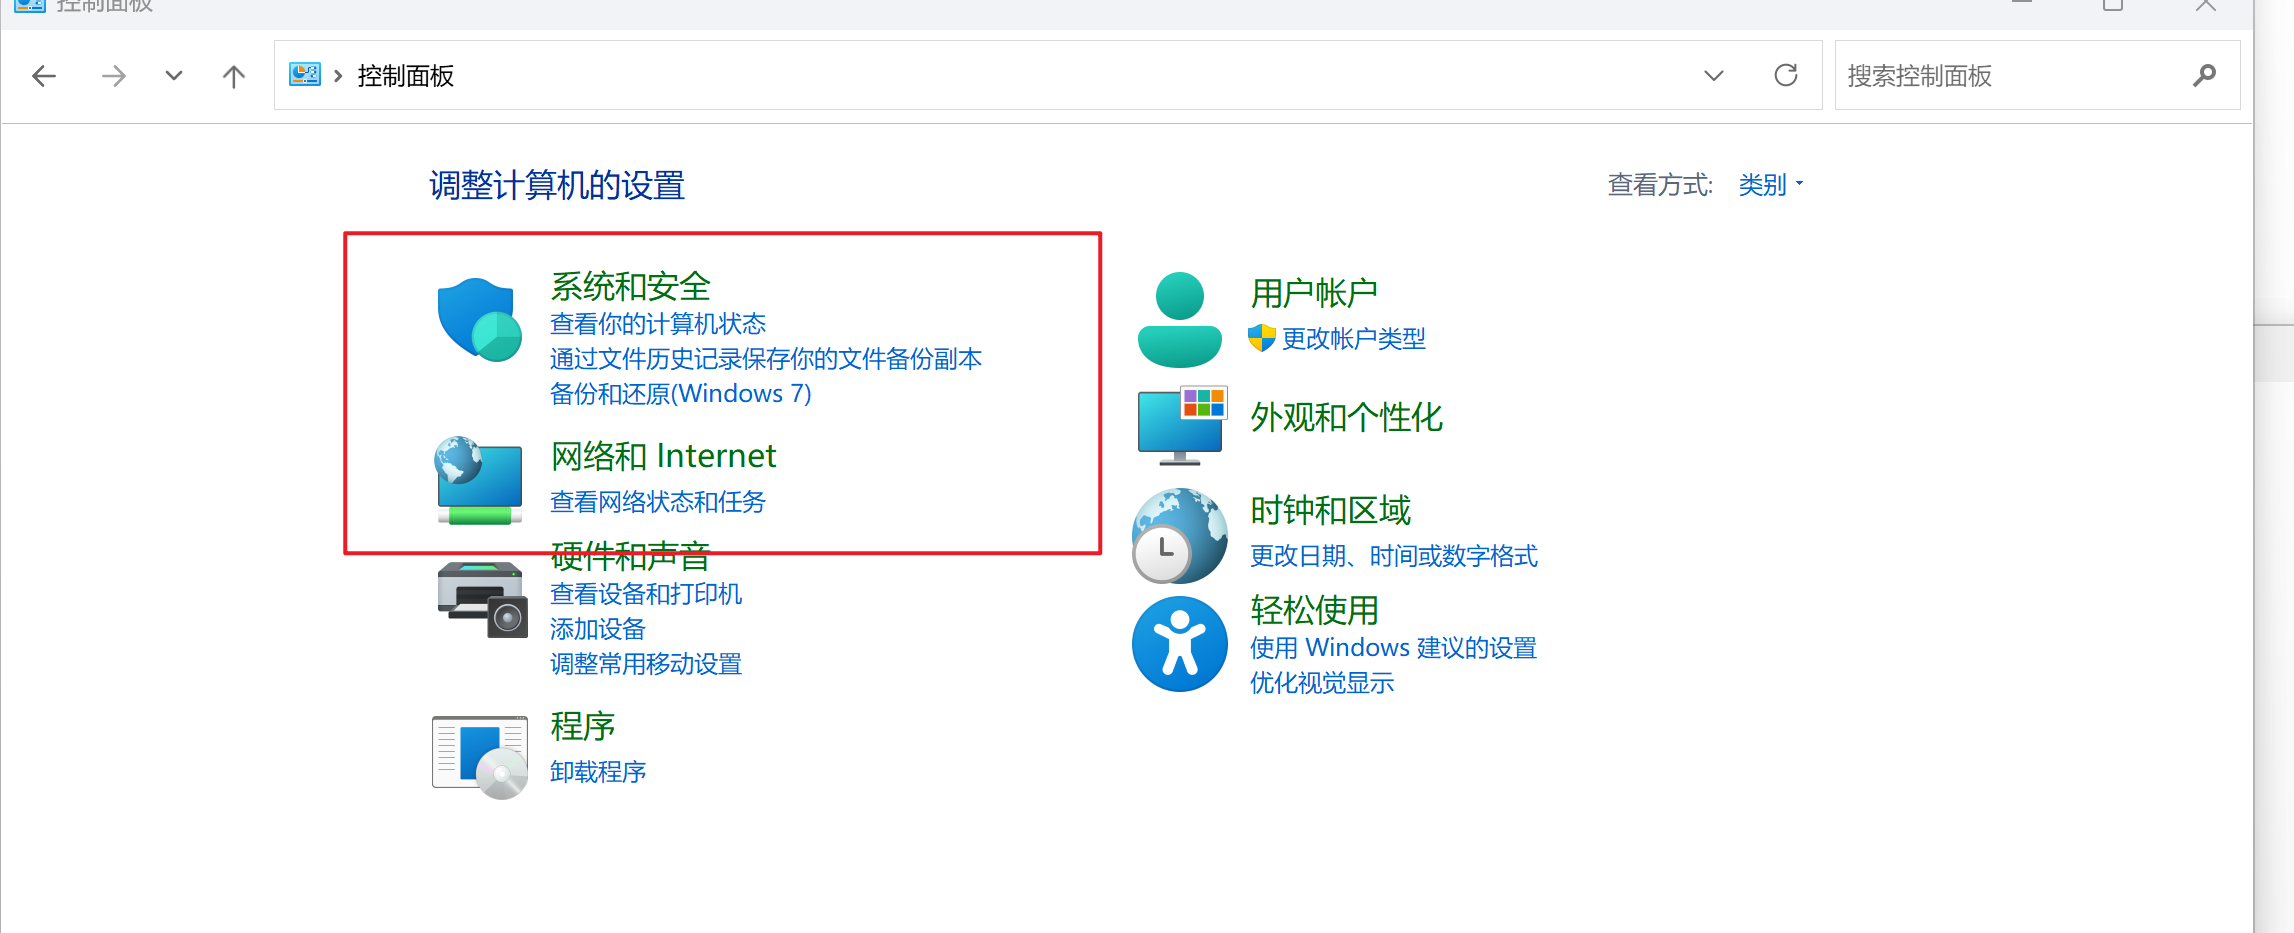 控制面板
控制面板
搜索控制面板
调整计算机的设置
查看方式: 类别
系统和安全
查看你的计算机状态
通过文件历史记录保存你的文件备份副本
备份和还原(Windows 7)
网络和 Internet
查看网络状态和任务
硬件和声音
查看设备和打印机
添加设备
调整常用移动设置
程序
卸载程序
用户帐户
更改帐户类型
外观和个性化
时钟和区域
更改日期、时间或数字格式
轻松使用
使用 Windows 建议的设置
优化视觉显示